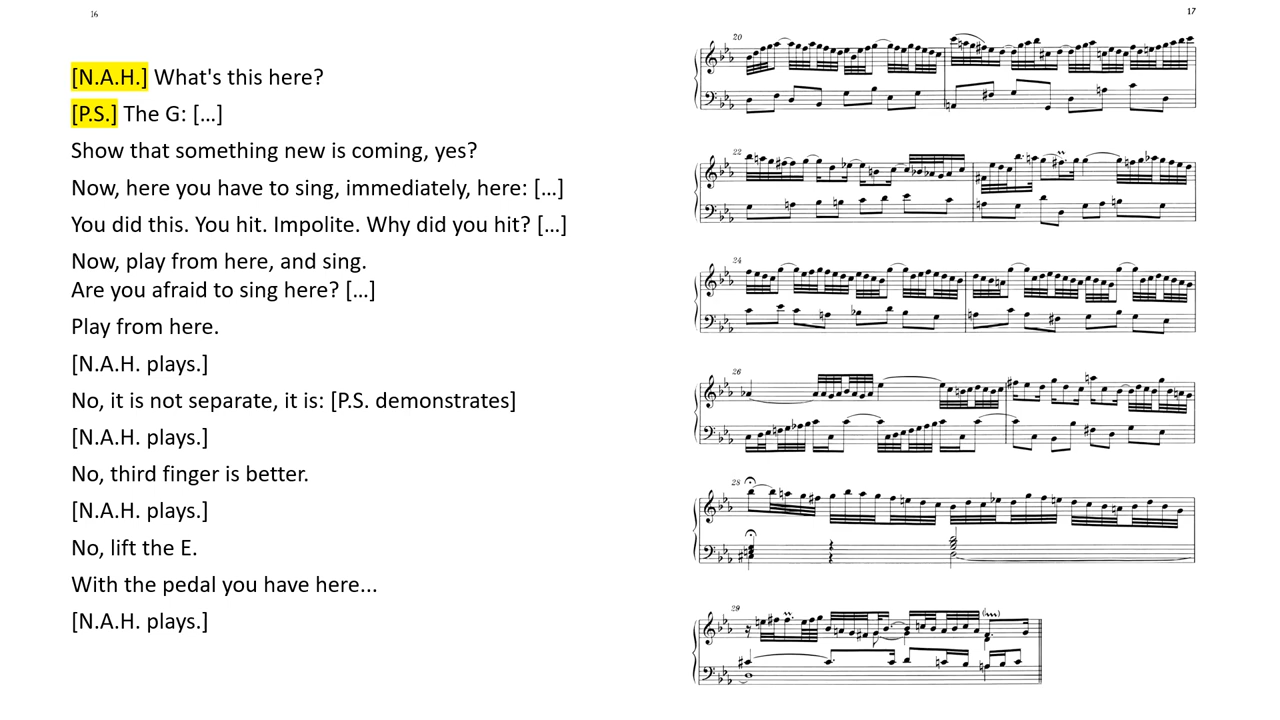 16
[N.A.H.] What's this here?
[P.S.] The G: [...]
Show that something new is coming, yes?
Now, here you have to sing, immediately, here: [...]
You did this. You hit. Impolite. Why did you hit? [...]
Now, play from here, and sing.
Are you afraid to sing here? [...]
Play from here.
[N.A.H. plays.]
No, it is not separate, it is: [P.S. demonstrates]
[N.A.H. plays.]
No, third finger is better.
[N.A.H. plays.]
No, lift the E.
With the pedal you have here...
[N.A.H. plays.]
17
20
22
24
26
28
29